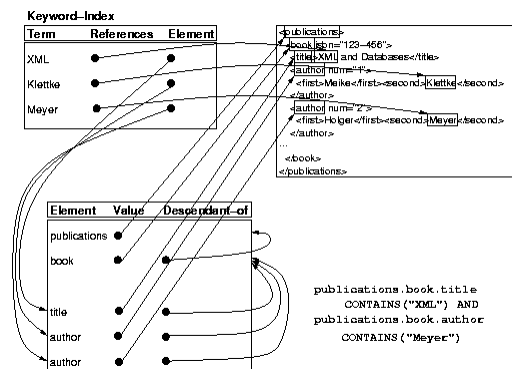 Keyword-Index
Term References Element
XML
Klettke
Meyer
<publications>
<book isbn="123-456">
<title>XML and Databases</title>
<author num="1">
<first>Meike</first><second>Klettke</second>
</author>
<author num="2">
<first>Holger</first><second>Meyer</second>
</author>
...
</book>
</publications>
Element Value Descendant-of
publications
book
title
author
author
publications.book.title
CONTAINS("XML") AND
publications.book.author
CONTAINS("Meyer")